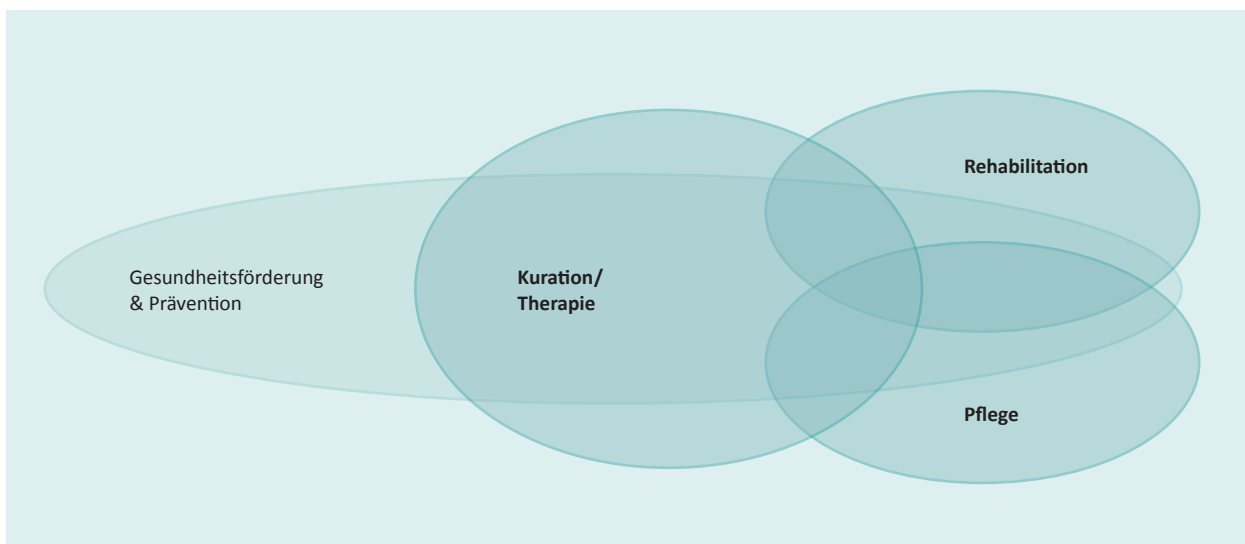 Rehabilitation
Gesundheitsförderung
& Prävention
Kuration/
Therapie
Pflege